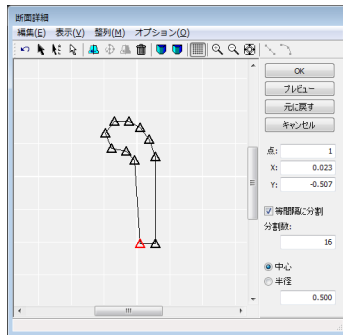 断面詳細
編集(E) 表示(V) 整列(M) オプション(O)
OK
プレビュー
元に戻す
キャンセル
点: 1
X: 0.023
Y: -0.507
等間隔に分割
分割数:
16
中心
半径
0.500